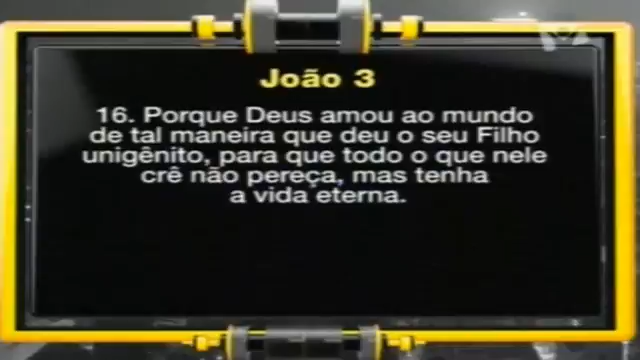 João 3
16. Porque Deus amou ao mundo
de tal maneira que deu o seu Filho
unigênito, para que todo o que nele
crê não pereça, mas tenha
a vida eterna.